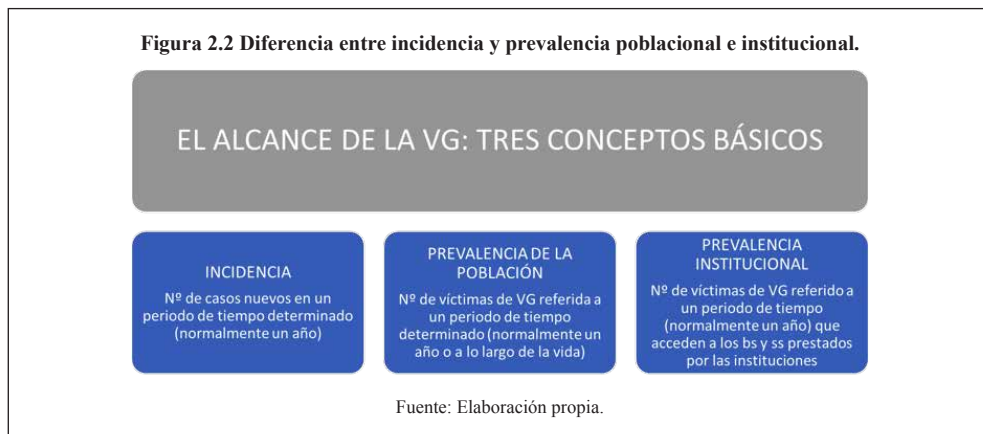 Figura 2.2 Diferencia entre incidencia y prevalencia poblacional e institucional.
EL ALCANCE DE LA VG: TRES CONCEPTOS BÁSICOS
INCIDENCIA
Nº de casos nuevos en un
periodo de tiempo determinado
(normalmente un año)
PREVALENCIA DE LA
POBLACIÓN
Nº de víctimas de VG referida a
un periodo de tiempo
determinado (normalmente un
año o a lo largo de la vida)
PREVALENCIA
INSTITUCIONAL
Nº de víctimas de VG referido a
un periodo de tiempo
(normalmente un año) que
acceden a los bs y ss prestados
por las instituciones
Fuente: Elaboración propia.